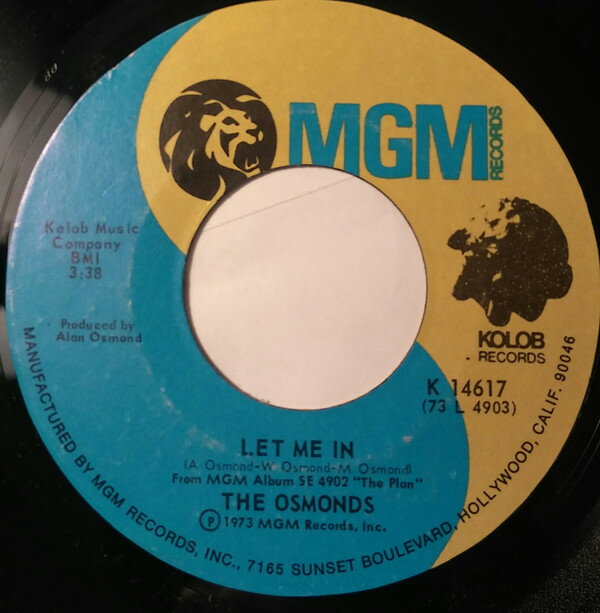 MGM
RECORDS
Kolob Music
Company
BMI
3:38
Produced by
Alan Osmond
KOLOB
RECORDS
K 14617
(73 L 4903)
LET ME IN
(A. Osmond-W. Osmond-M. Osmond)
From MGM Album SE 4902 "The Plan"
THE OSMONDS
Ⓟ 1973 MGM Records, Inc.
MANUFACTURED BY MGM RECORDS, INC., 7165 SUNSET BOULEVARD, HOLLYWOOD, CALIF. 90046